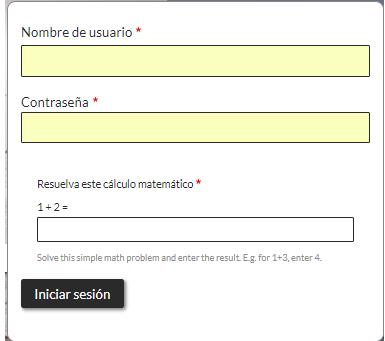 Nombre de usuario *
Contraseña *
Resuelva este cálculo matemático *
1 + 2 =
Solve this simple math problem and enter the result. E.g. for 1+3, enter 4.
Iniciar sesión